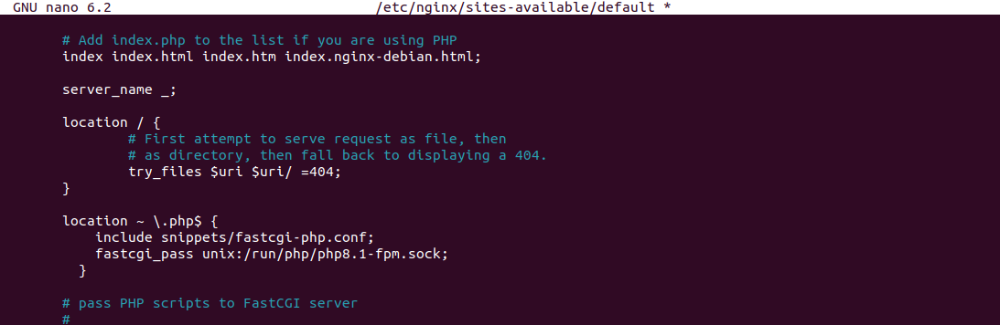 GNU nano 6.2 /etc/nginx/sites-available/default *
# Add index.php to the list if you are using PHP
index index.html index.htm index.nginx-debian.html;
server_name _;
location / {
# First attempt to serve request as file, then
# as directory, then fall back to displaying a 404.
try_files $uri $uri/ =404;
}
location ~ \.php$ {
include snippets/fastcgi-php.conf;
fastcgi_pass unix:/run/php/php8.1-fpm.sock;
}
# pass PHP scripts to FastCGI server
#